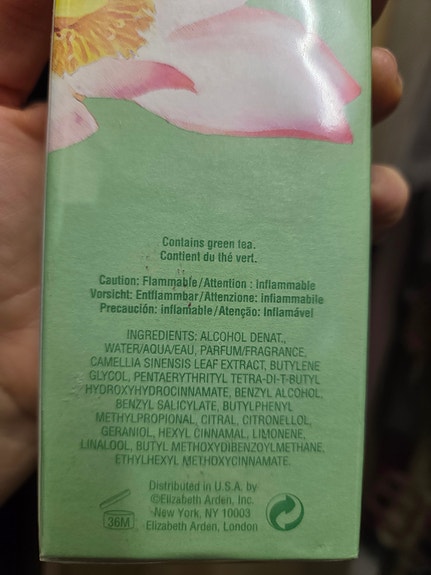 Contains green tea.
Contient du thé vert.
Caution: Flammable/Attention : Inflammable
Vorsicht: Entflammbar/Attenzione: infiammabile
Precaución: inflamable/Atenção: Inflamável
INGREDIENTS: ALCOHOL DENAT.,
WATER/AQUA/EAU, PARFUM/FRAGRANCE,
CAMELLIA SINENSIS LEAF EXTRACT, BUTYLENE
GLYCOL, PENTAERYTHRITYL TETRA-DI-T-BUTYL
HYDROXYHYDROCINNAMATE, BENZYL ALCOHOL,
BENZYL SALICYLATE, BUTYLPHENYL
METHYLPROPIONAL, CITRAL, CITRONELLOL,
GERANIOL, HEXYL CINNAMAL, LIMONENE,
LINALOOL, BUTYL METHOXYDIBENZOYLMETHANE,
ETHYLHEXYL METHOXYCINNAMATE.
Distributed in U.S.A. by
©Elizabeth Arden, Inc.
New York, NY 10003
Elizabeth Arden, London
36M